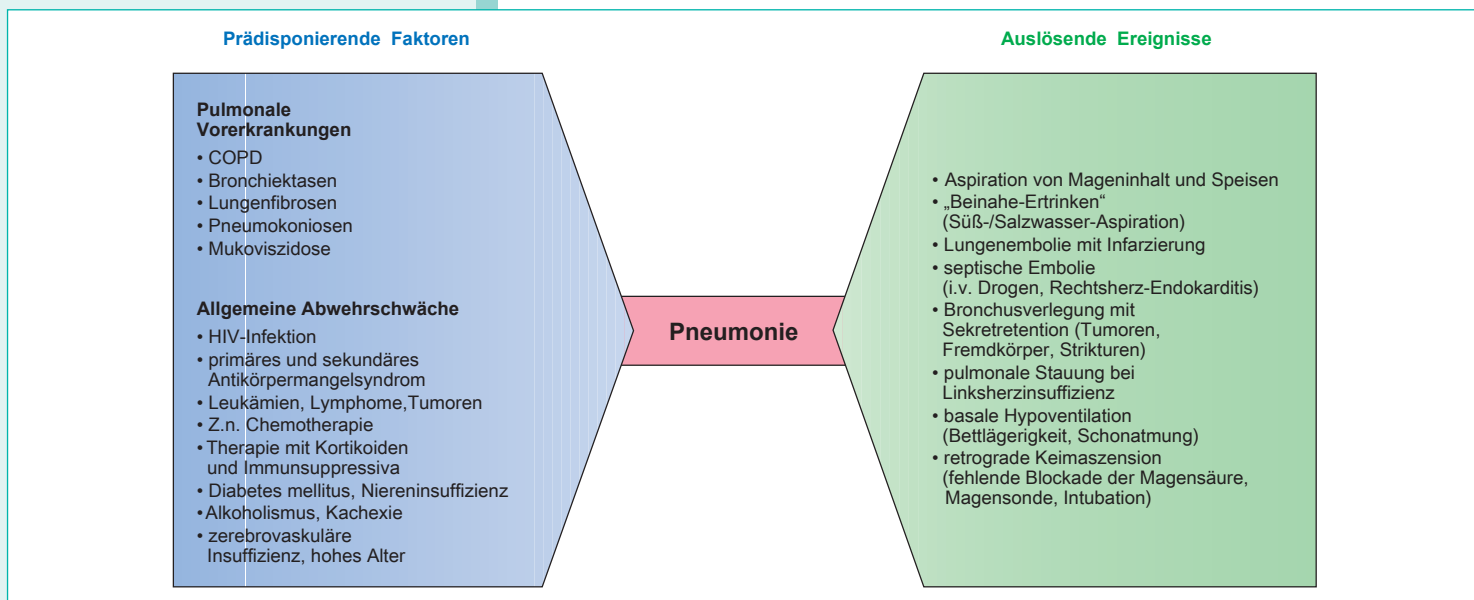 Prädisponierende Faktoren
Pulmonale
Vorerkrankungen
• COPD
• Bronchiektasen
• Lungenfibrosen
• Pneumokoniosen
• Mukoviszidose
Allgemeine Abwehrschwäche
• HIV-Infektion
• primäres und sekundäres
Antikörpermangelsyndrom
• Leukämien, Lymphome,Tumoren
• Z.n. Chemotherapie
• Therapie mit Kortikoiden
und Immunsuppressiva
• Diabetes mellitus, Niereninsuffizienz
• Alkoholismus, Kachexie
• zerebrovaskuläre
Insuffizienz, hohes Alter
Pneumonie
Auslösende Ereignisse
• Aspiration von Mageninhalt und Speisen
• „Beinahe-Ertrinken“
(Süß-/Salzwasser-Aspiration)
• Lungenembolie mit Infarzierung
• septische Embolie
(i.v. Drogen, Rechtsherz-Endokarditis)
• Bronchusverlegung mit
Sekretretention (Tumoren,
Fremdkörper, Strikturen)
• pulmonale Stauung bei
Linksherzinsuffizienz
• basale Hypoventilation
(Bettlägerigkeit, Schonatmung)
• retrograde Keimaszension
(fehlende Blockade der Magensäure,
Magensonde, Intubation)